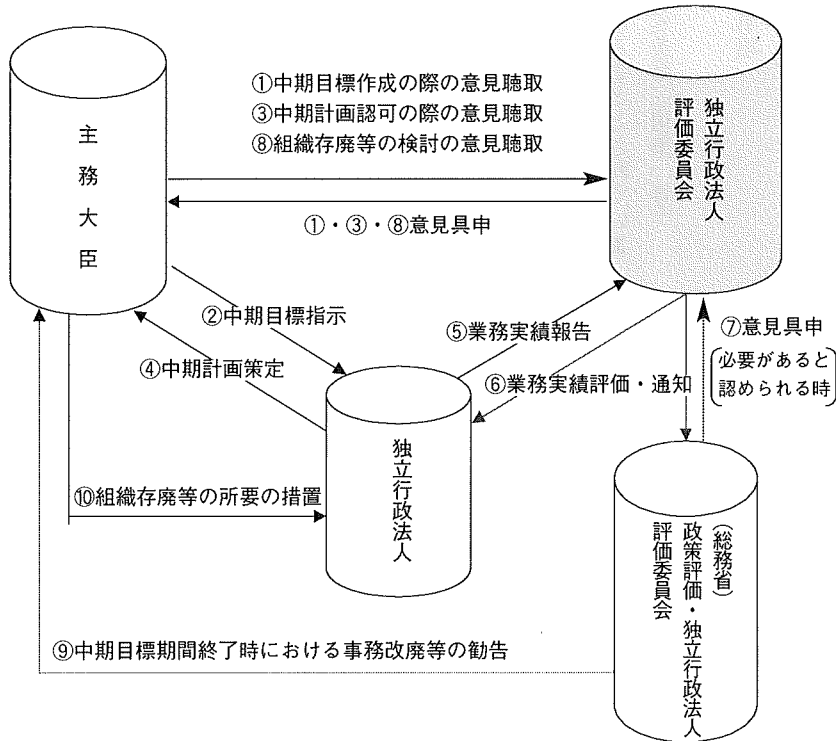 ①中期目標作成の際の意見聴取
③中期計画認可の際の意見聴取
⑧組織存廃等の検討の意見聴取
主務大臣
独立行政法人
評価委員会
①・③・⑧意見具申
②中期目標指示
④中期計画策定
⑤業務実績報告
⑥業務実績評価・通知
⑦意見具申
必要があると
認められる時
独立行政法人
⑩組織存廃等の所要の措置
(総務省)
政策評価・独立行政法人
評価委員会
⑨中期目標期間終了時における事務改廃等の勧告